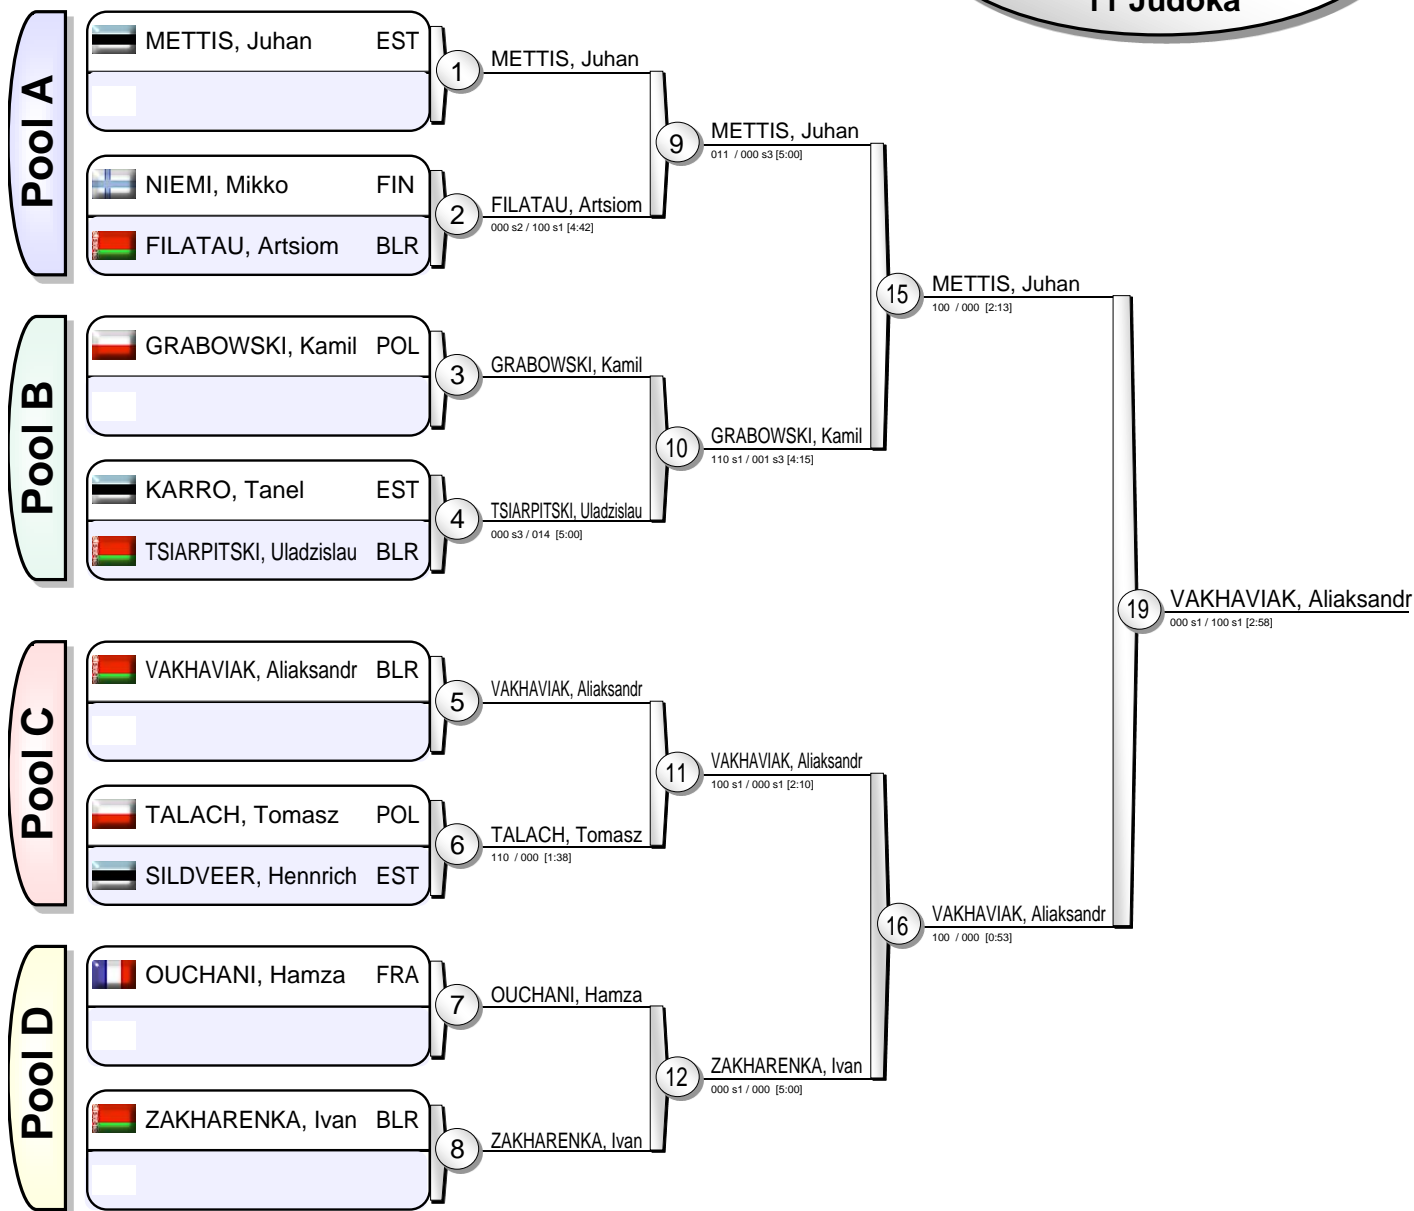 11 Judoka
Pool A
METTIS, Juhan EST
1
METTIS, Juhan
NIEMI, Mikko FIN
FILATAU, Artsiom BLR
2
FILATAU, Artsiom
000 s2 / 100 s1 [4:42]
9
METTIS, Juhan
011 / 000 s3 [5:00]
Pool B
GRABOWSKI, Kamil POL
3
GRABOWSKI, Kamil
KARRO, Tanel EST
TSIARPITSKI, Uladzislau BLR
4
TSIARPITSKI, Uladzislau
000 s3 / 014 [5:00]
10
GRABOWSKI, Kamil
110 s1 / 001 s3 [4:15]
15
METTIS, Juhan
100 / 000 [2:13]
Pool C
VAKHAVIAK, Aliaksandr BLR
5
VAKHAVIAK, Aliaksandr
TALACH, Tomasz POL
SILDVEER, Hennrich EST
6
TALACH, Tomasz
110 / 000 [1:38]
11
VAKHAVIAK, Aliaksandr
100 s1 / 000 s1 [2:10]
Pool D
OUCHANI, Hamza FRA
7
OUCHANI, Hamza
ZAKHARENKA, Ivan BLR
8
ZAKHARENKA, Ivan
12
ZAKHARENKA, Ivan
000 s1 / 000 [5:00]
16
VAKHAVIAK, Aliaksandr
100 / 000 [0:53]
19
VAKHAVIAK, Aliaksandr
000 s1 / 100 s1 [2:58]